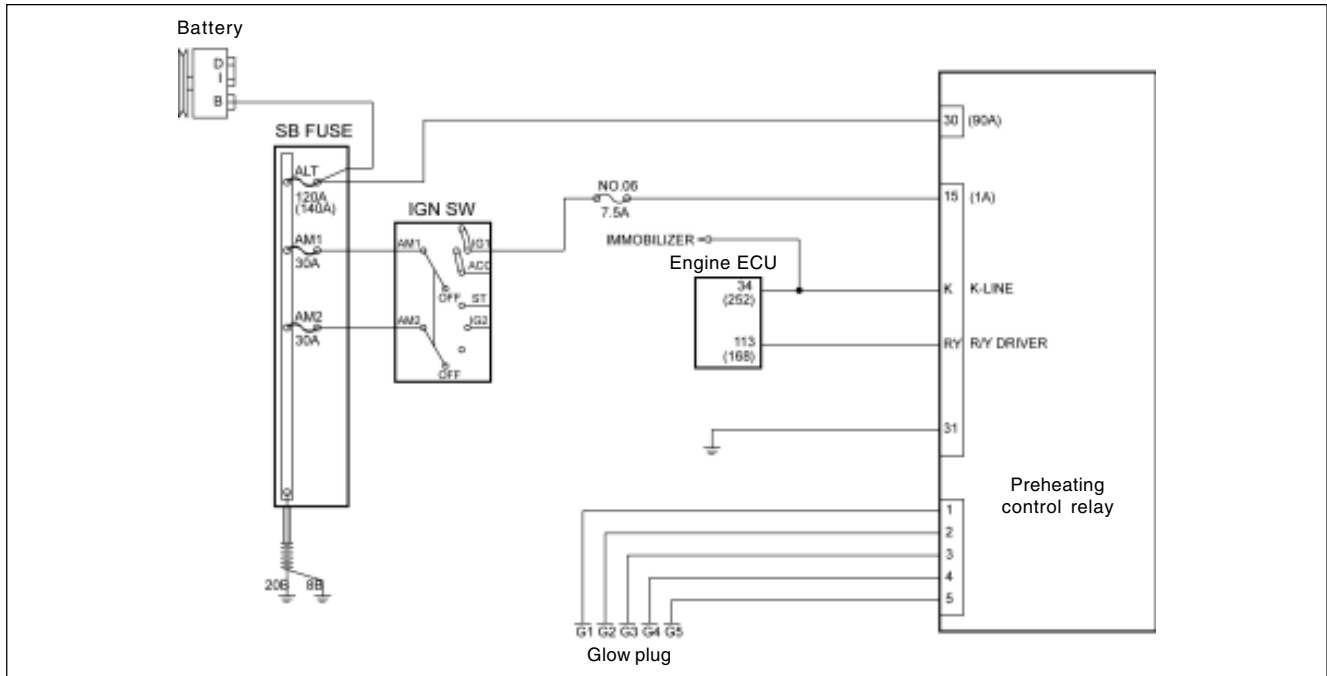 Battery
D
I
B
SB FUSE
ALT
120A
(140A)
AM1
30A
AM2
30A
20B 8B
IGN SW
AM1
IG1
ACC
OFF
ST
AM2
IG2
OFF
NO.06
7.5A
IMMOBILIZER
Engine ECU
34
(252)
113
(168)
30 (90A)
15 (1A)
K K-LINE
RY R/Y DRIVER
31
Preheating
control relay
1
2
3
4
5
G1 G2 G3 G4 G5
Glow plug